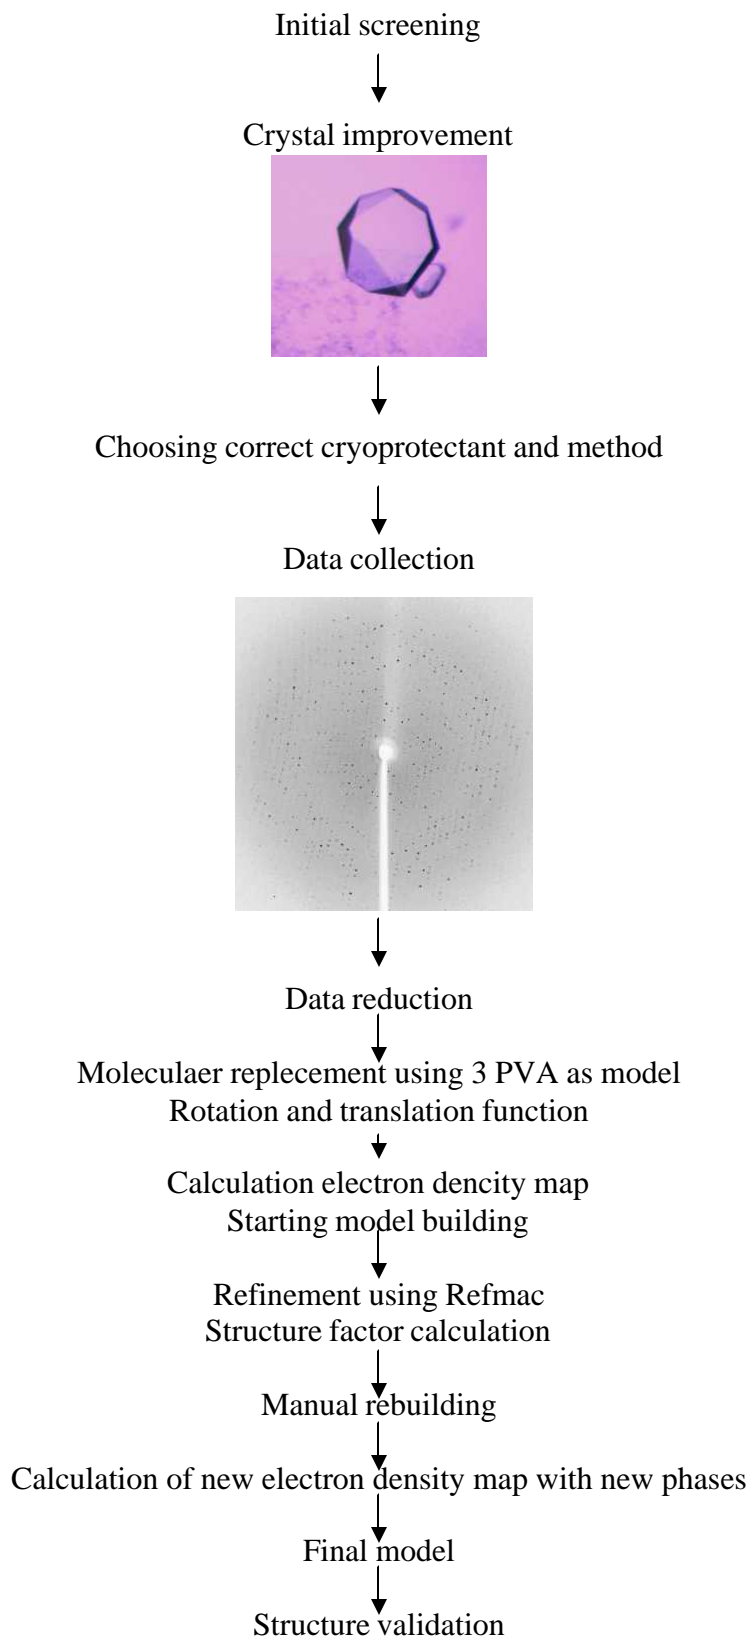 Initial screening
Crystal improvement
Choosing correct cryoprotectant and method
Data collection
Data reduction
Moleculaer replecement using 3 PVA as model
Rotation and translation function
Calculation electron dencity map
Starting model building
Refinement using Refmac
Structure factor calculation
Manual rebuilding
Calculation of new electron density map with new phases
Final model
Structure validation